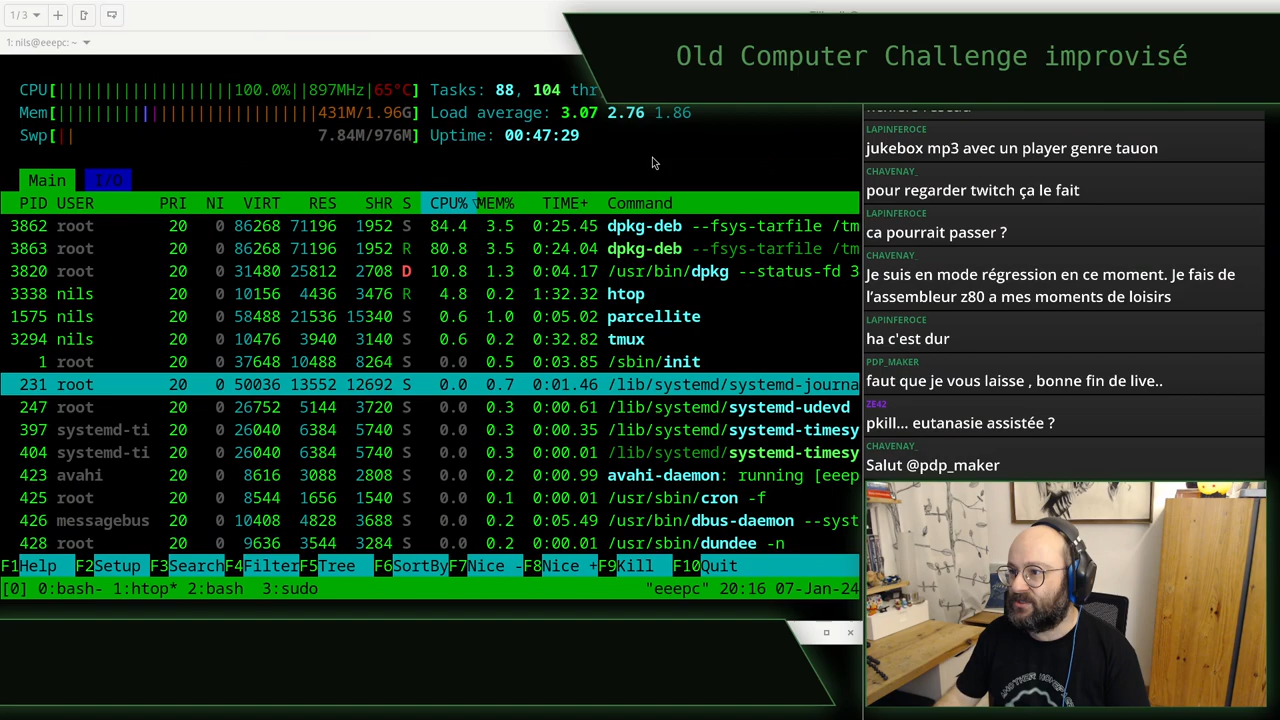 1/3
1: nils@eeepc: ~
Old Computer Challenge improvisé
CPU[||||||||||||||||||||100.0%||897MHz|65°C] Tasks: 88, 104 thr
Mem[|||||||||||||||||||||||||||||431M/1.96G] Load average: 3.07 2.76 1.86
Swp[|| 7.84M/976M] Uptime: 00:47:29
Main I/O
PID USER PRI NI VIRT RES SHR S CPU%▽MEM% TIME+ Command
3862 root 20 0 86268 71196 1952 S 84.4 3.5 0:25.45 dpkg-deb --fsys-tarfile /tm
3863 root 20 0 86268 71196 1952 R 80.8 3.5 0:24.04 dpkg-deb --fsys-tarfile /tm
3820 root 20 0 31480 25812 2708 D 10.8 1.3 0:04.17 /usr/bin/dpkg --status-fd 3
3338 nils 20 0 10156 4436 3476 R 4.8 0.2 1:32.32 htop
1575 nils 20 0 58488 21536 15340 S 0.6 1.0 0:05.02 parcellite
3294 nils 20 0 10476 3940 3140 S 0.6 0.2 0:32.82 tmux
1 root 20 0 37648 10488 8264 S 0.0 0.5 0:03.85 /sbin/init
231 root 20 0 50036 13552 12692 S 0.0 0.7 0:01.46 /lib/systemd/systemd-journa
247 root 20 0 26752 5144 3720 S 0.0 0.3 0:00.61 /lib/systemd/systemd-udevd
397 systemd-ti 20 0 26040 6384 5740 S 0.0 0.3 0:00.35 /lib/systemd/systemd-timesy
404 systemd-ti 20 0 26040 6384 5740 S 0.0 0.3 0:00.01 /lib/systemd/systemd-timesy
423 avahi 20 0 8616 3088 2808 S 0.0 0.2 0:00.99 avahi-daemon: running [eeep
425 root 20 0 8544 1656 1540 S 0.0 0.1 0:00.01 /usr/sbin/cron -f
426 messagebus 20 0 10408 4828 3688 S 0.0 0.2 0:05.49 /usr/bin/dbus-daemon --syst
428 root 20 0 9636 3544 3284 S 0.0 0.2 0:00.01 /usr/sbin/dundee -n
F1Help F2Setup F3SearchF4FilterF5Tree F6SortByF7Nice -F8Nice +F9Kill F10Quit
[0] 0:bash- 1:htop* 2:bash 3:sudo "eeepc" 20:16 07-Jan-24
LAPINFEROCE
jukebox mp3 avec un player genre tauon
CHAVENAY_
pour regarder twitch ça le fait
LAPINFEROCE
ca pourrait passer ?
CHAVENAY_
Je suis en mode régression en ce moment. Je fais de
l’assembleur z80 a mes moments de loisirs
LAPINFEROCE
ha c'est dur
PDP_MAKER
faut que je vous laisse , bonne fin de live..
ZE42
pkill... eutanasie assistée ?
CHAVENAY_
Salut @pdp_maker